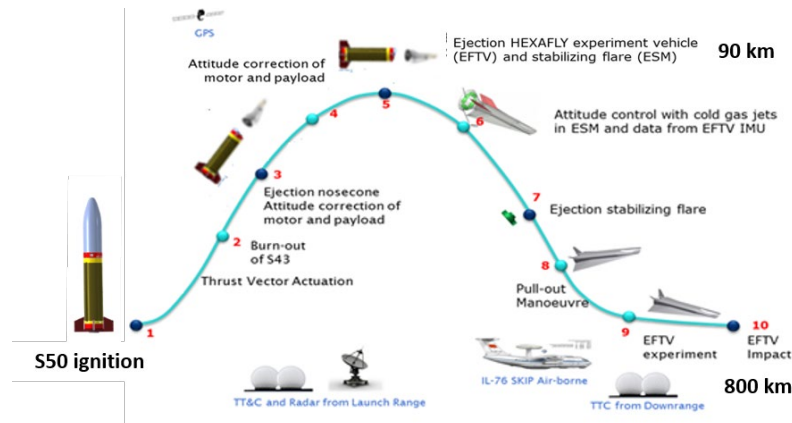 GPS
Ejection HEXAFLY experiment vehicle
(EFTV) and stabilizing flare (ESM)
90 km
Attitude correction of
motor and payload
4
5
6
Attitude control with cold gas jets
in ESM and data from EFTV IMU
3
Ejection nosecone
Attitude correction of
motor and payload
7
Ejection stabilizing flare
2
Burn-out
of S43
Thrust Vector Actuation
8
Pull-out
Manoeuvre
1
S50 ignition
9
EFTV
experiment
10
EFTV
Impact
TT&C and Radar from Launch Range
IL-76 SKIP Air-borne
800 km
TTC from Downrange